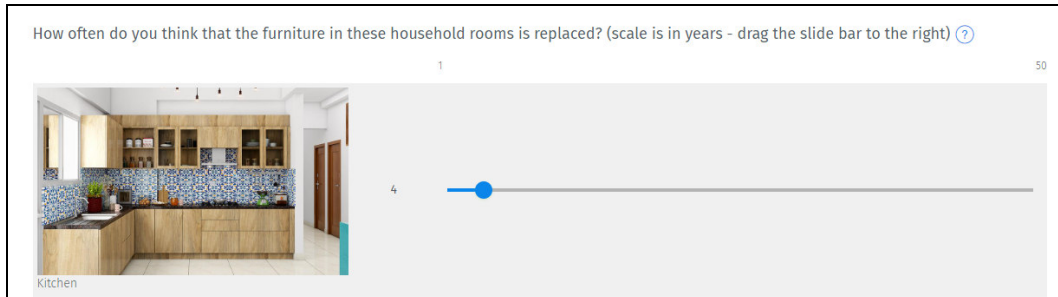 How often do you think that the furniture in these household rooms is replaced? (scale is in years - drag the slide bar to the right) ?
1 50
4
Kitchen